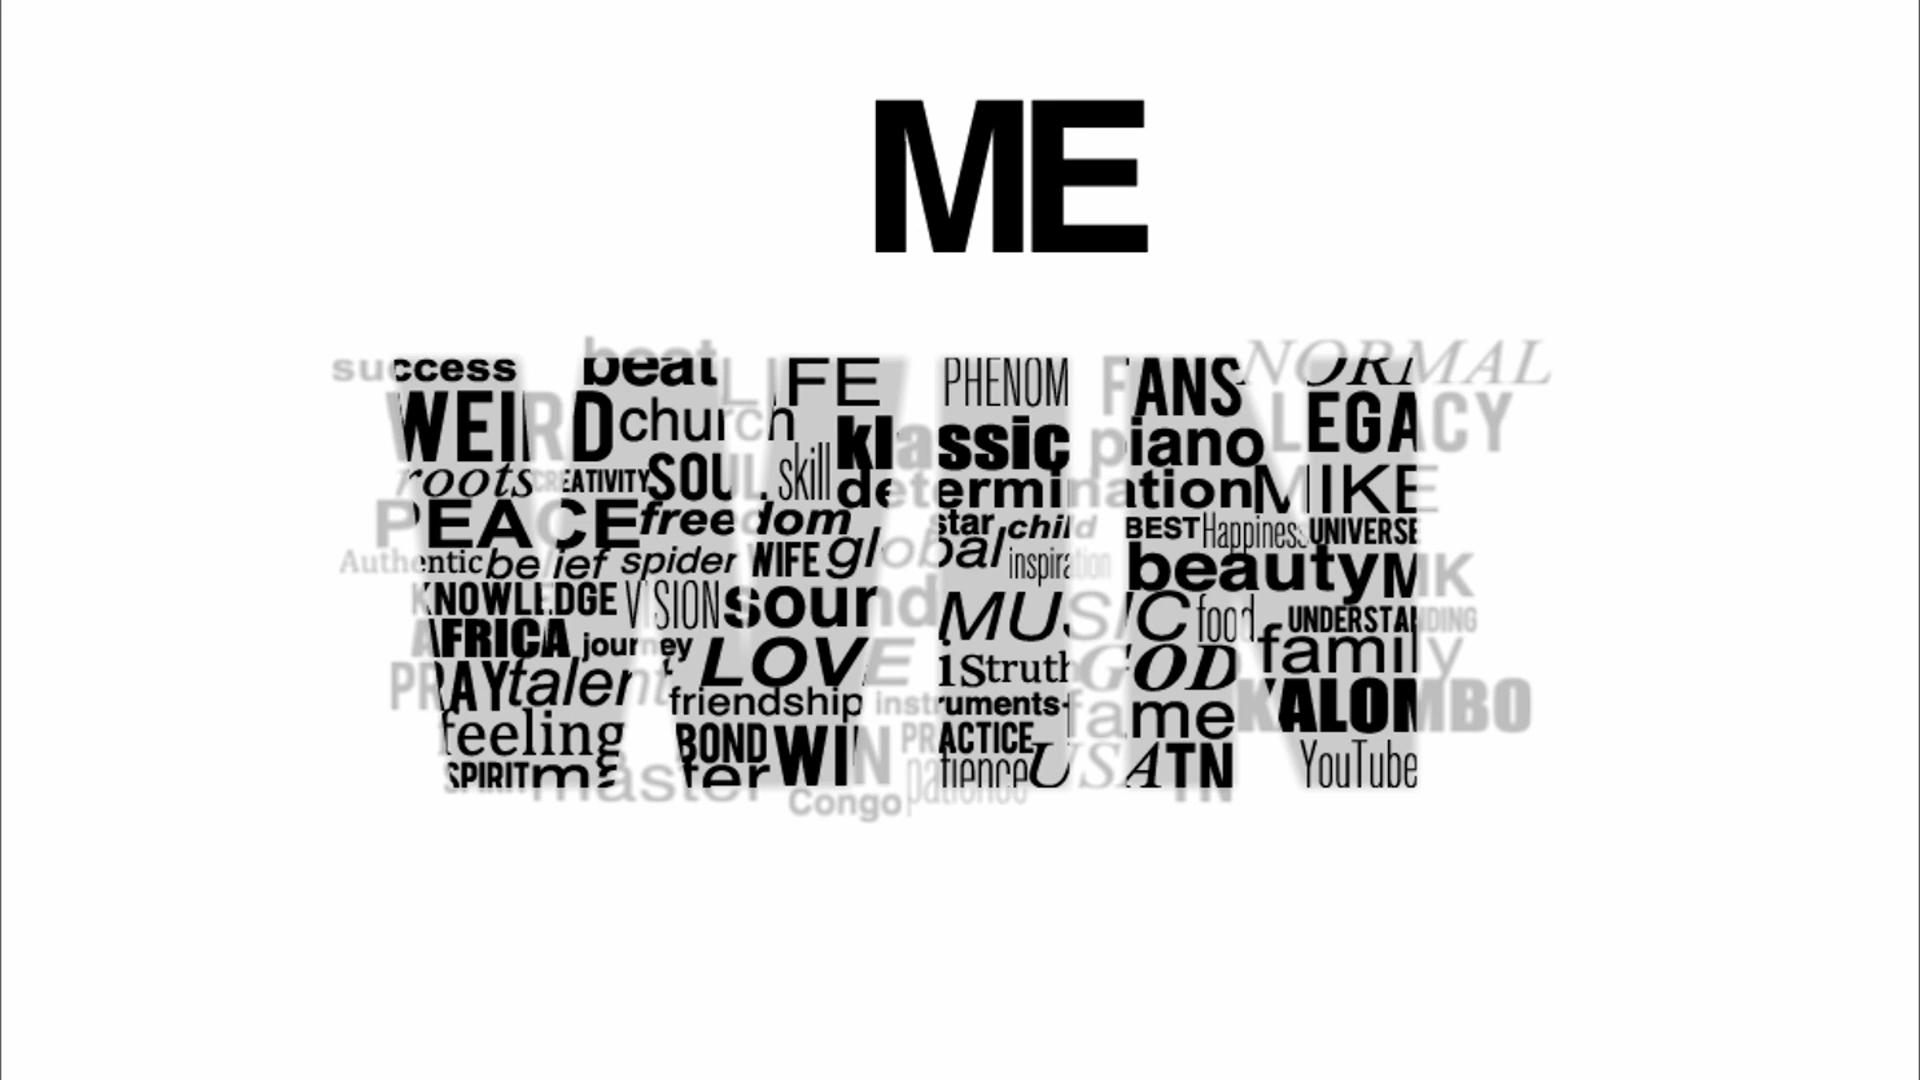 ME
success beat LIFE PHENOM FANS NORMAL
WEIRD church klassic piano LEGACY
roots CREATIVITY SOUL skill determination MIKE
PEACE freedom star child BEST Happiness UNIVERSE
Authentic belief spider WIFE global inspiration beauty MK
KNOWLEDGE VISION sound MUSIC food UNDERSTANDING
AFRICA journey LOVE truth GOD family
PRAY talent friendship instruments fame KALOMBO
feeling BOND WIN PRACTICE USA TN YouTube
SPIRIT master Congo patience